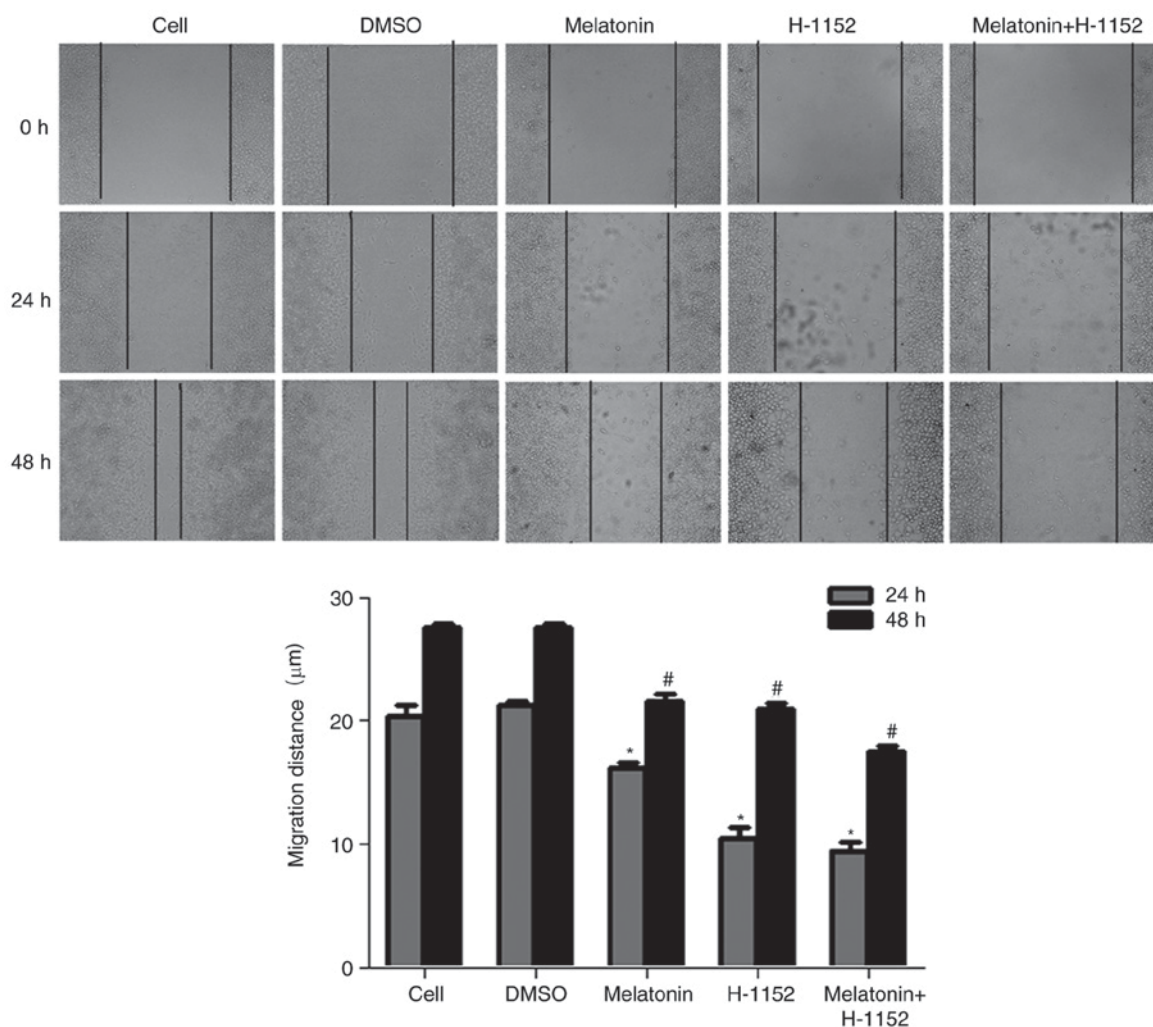 Cell DMSO Melatonin H-1152 Melatonin+H-1152
0 h
24 h
48 h
24 h
48 h
Migration distance (μm)
30
20
10
0
#
#
#
*
*
*
Cell DMSO Melatonin H-1152 Melatonin+
H-1152